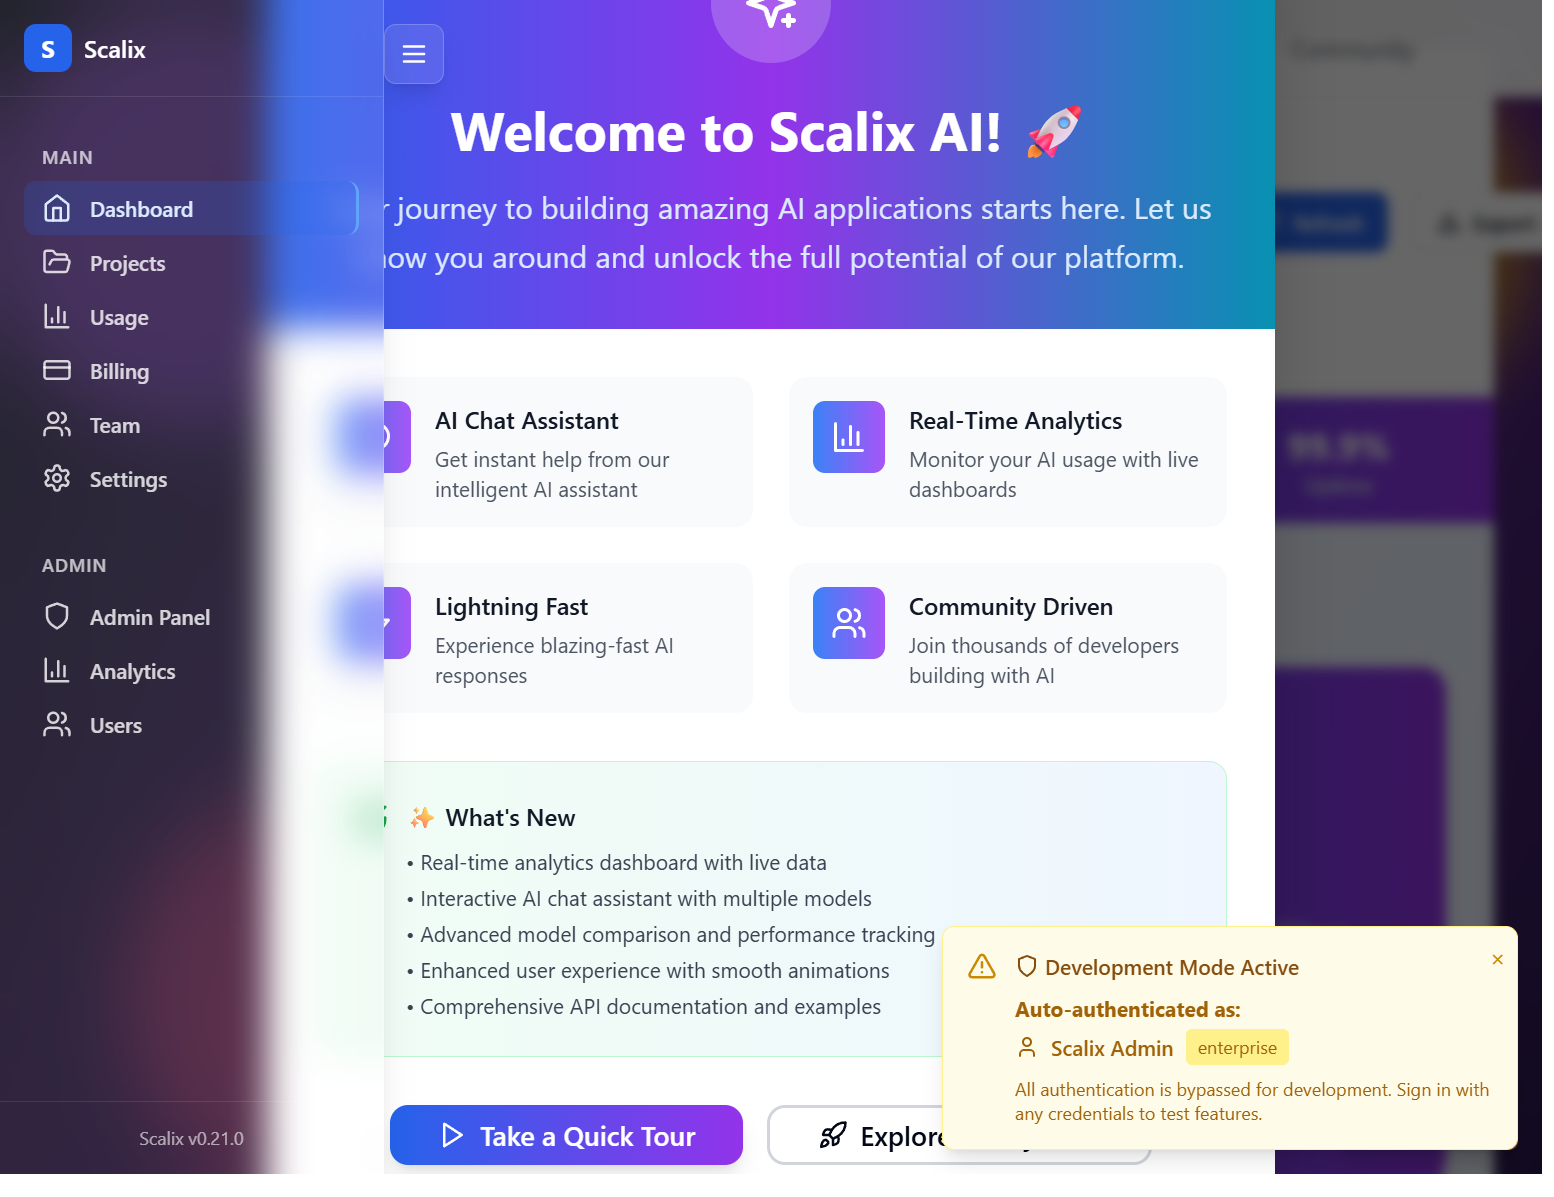 S Scalix
MAIN
Dashboard
Projects
Usage
Billing
Team
Settings
ADMIN
Admin Panel
Analytics
Users
Scalix v0.21.0
Welcome to Scalix AI! 🚀
journey to building amazing AI applications starts here. Let us
you around and unlock the full potential of our platform.
AI Chat Assistant
Get instant help from our
intelligent AI assistant
Real-Time Analytics
Monitor your AI usage with live
dashboards
Lightning Fast
Experience blazing-fast AI
responses
Community Driven
Join thousands of developers
building with AI
✨ What's New
• Real-time analytics dashboard with live data
• Interactive AI chat assistant with multiple models
• Advanced model comparison and performance tracking
• Enhanced user experience with smooth animations
• Comprehensive API documentation and examples
Take a Quick Tour
Explore
Community
Refresh
Export
99.9%
Uptime
Development Mode Active
×
Auto-authenticated as:
Scalix Admin enterprise
All authentication is bypassed for development. Sign in with
any credentials to test features.